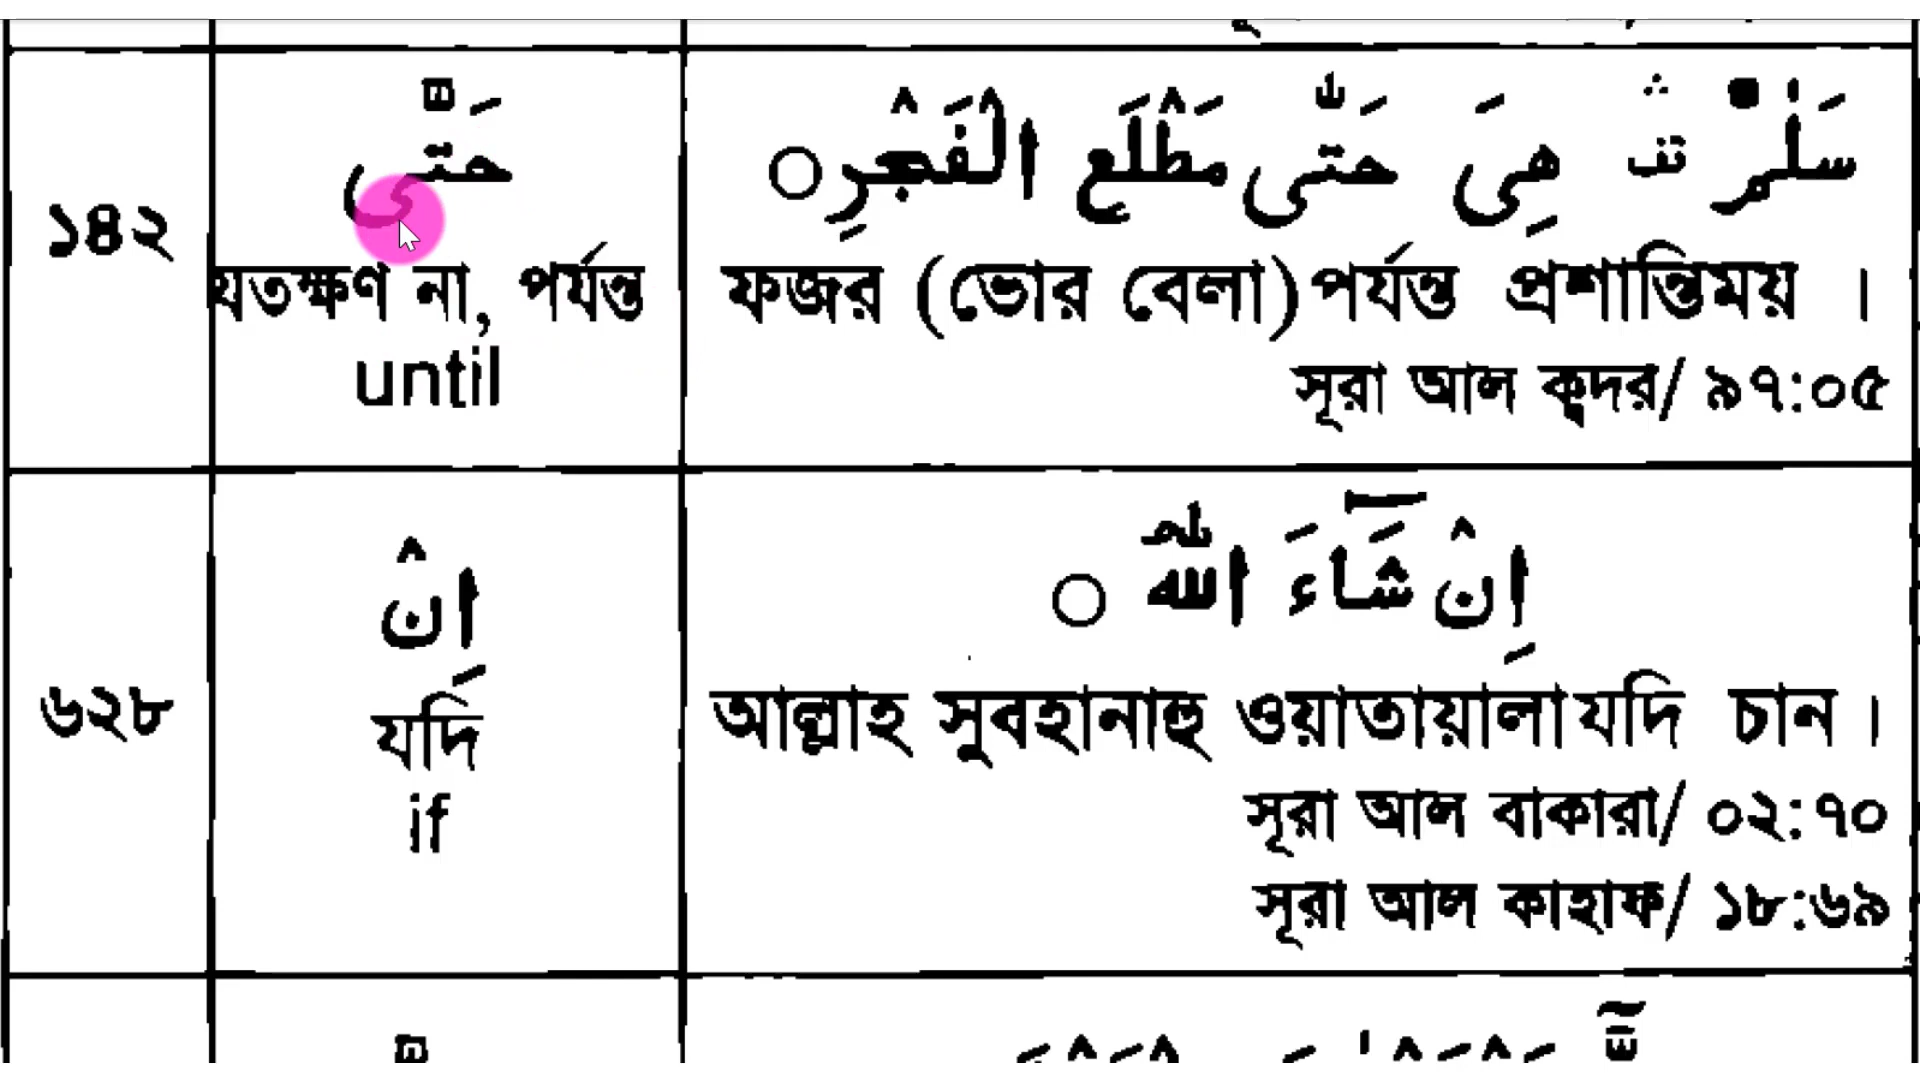 ১৪২
حَتّٰى
যতক্ষণ না, পর্যন্ত
until
سَلٰمٌ ۛ هِىَ حَتّٰى مَطْلَعِ الْفَجْرِ ○
ফজর (ভোর বেলা) পর্যন্ত প্রশান্তিময় ।
সূরা আল ক্বদর/ ৯৭:০৫
৬২৮
اِنْ
যদি
if
اِنْ شَآءَ اللّٰهُ ○
আল্লাহ সুবহানাহু ওয়াতায়ালা যদি চান ।
সূরা আল বাকারা/ ০২:৭০
সূরা আল কাহাফ/ ১৮:৬৯